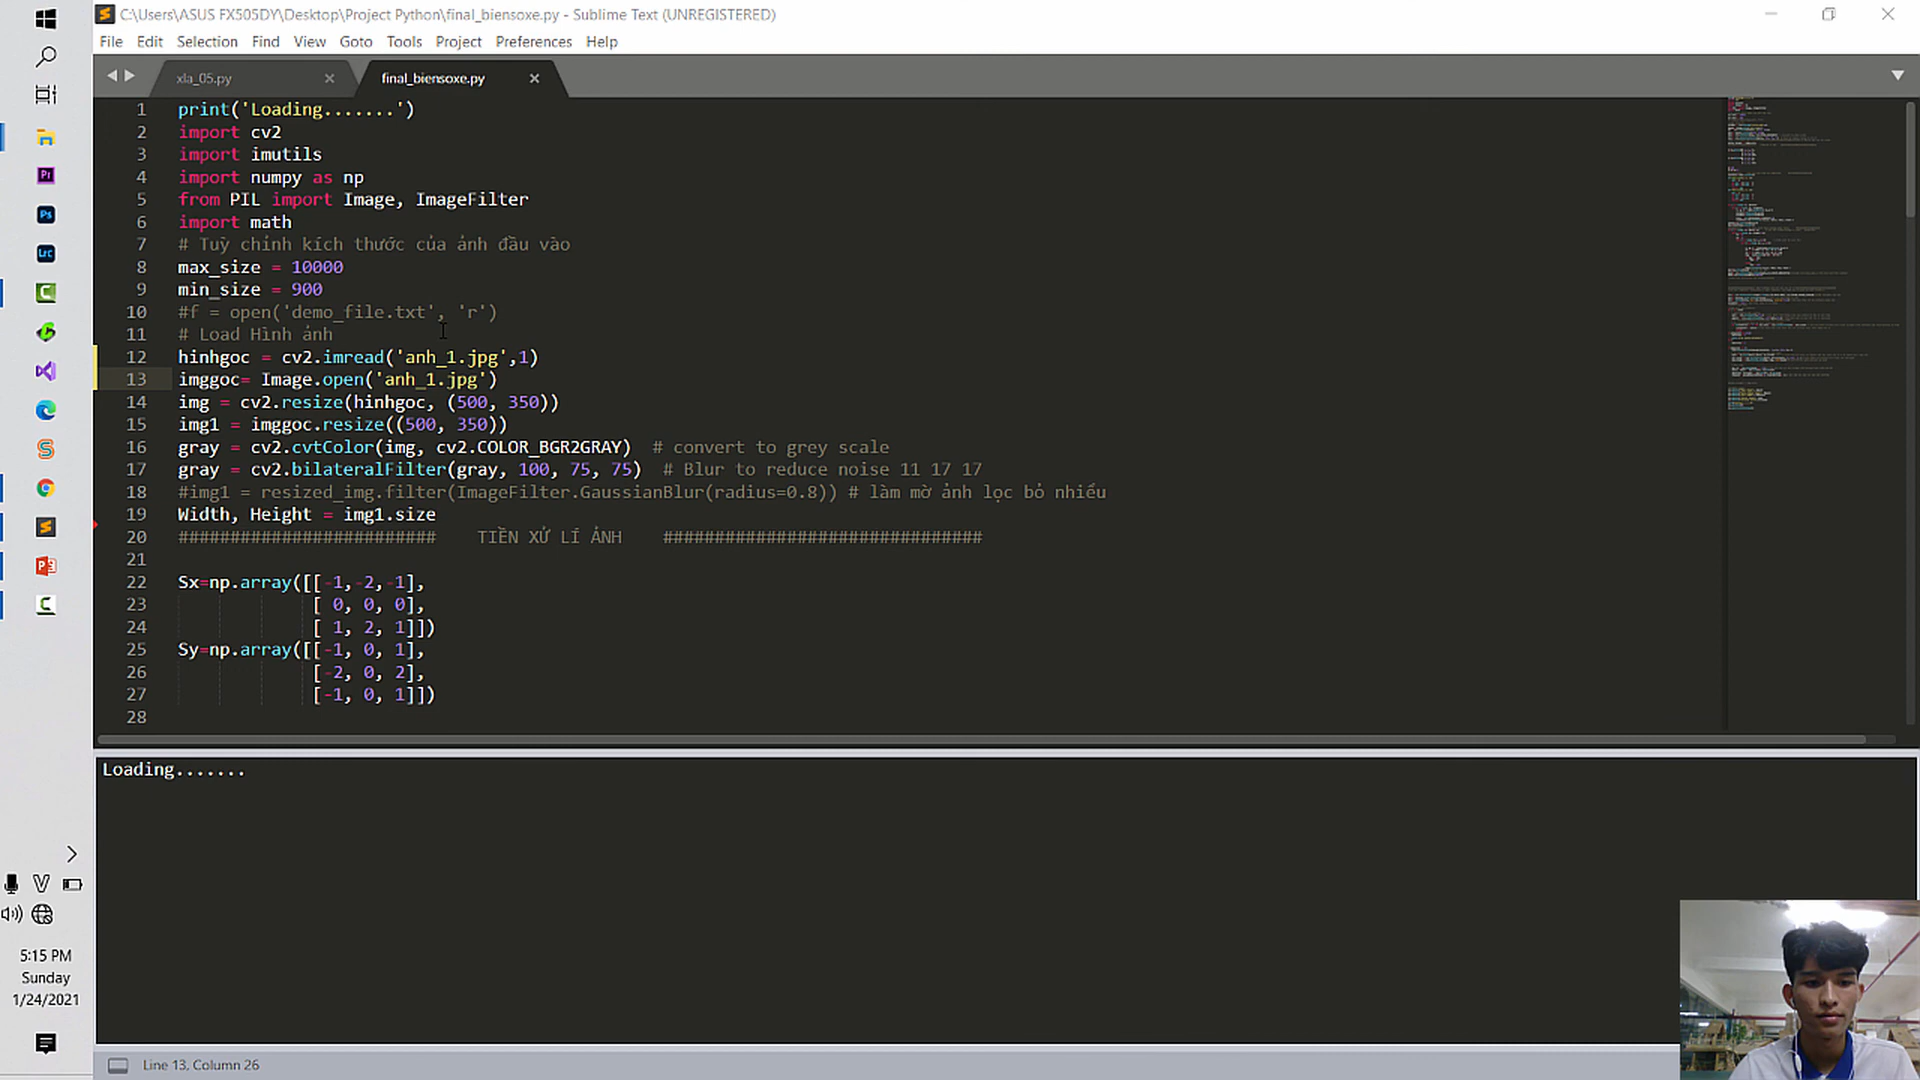 C:\Users\ASUS FX505DY\Desktop\Project Python\final_biensoxe.py - Sublime Text (UNREGISTERED)
File Edit Selection Find View Goto Tools Project Preferences Help
xla_05.py
final_biensoxe.py
1 print('Loading.......')
2 import cv2
3 import imutils
4 import numpy as np
5 from PIL import Image, ImageFilter
6 import math
7 # Tuỳ chỉnh kích thước của ảnh đầu vào
8 max_size = 10000
9 min_size = 900
10 #f = open('demo_file.txt', 'r')
11 # Load Hình ảnh
12 hinhgoc = cv2.imread('anh_1.jpg',1)
13 imggoc= Image.open('anh_1.jpg')
14 img = cv2.resize(hinhgoc, (500, 350))
15 img1 = imggoc.resize((500, 350))
16 gray = cv2.cvtColor(img, cv2.COLOR_BGR2GRAY)  # convert to grey scale
17 gray = cv2.bilateralFilter(gray, 100, 75, 75)  # Blur to reduce noise 11 17 17
18 #img1 = resized_img.filter(ImageFilter.GaussianBlur(radius=0.8)) # làm mờ ảnh lọc bỏ nhiễu
19 Width, Height = img1.size
20 #########################    TIỀN XỬ LÍ ẢNH    ###############################
21
22 Sx=np.array([[-1,-2,-1],
23 [ 0, 0, 0],
24 [ 1, 2, 1]])
25 Sy=np.array([[-1, 0, 1],
26 [-2, 0, 2],
27 [-1, 0, 1]])
28
Loading.......
5:15 PM
Sunday
1/24/2021
Line 13, Column 26